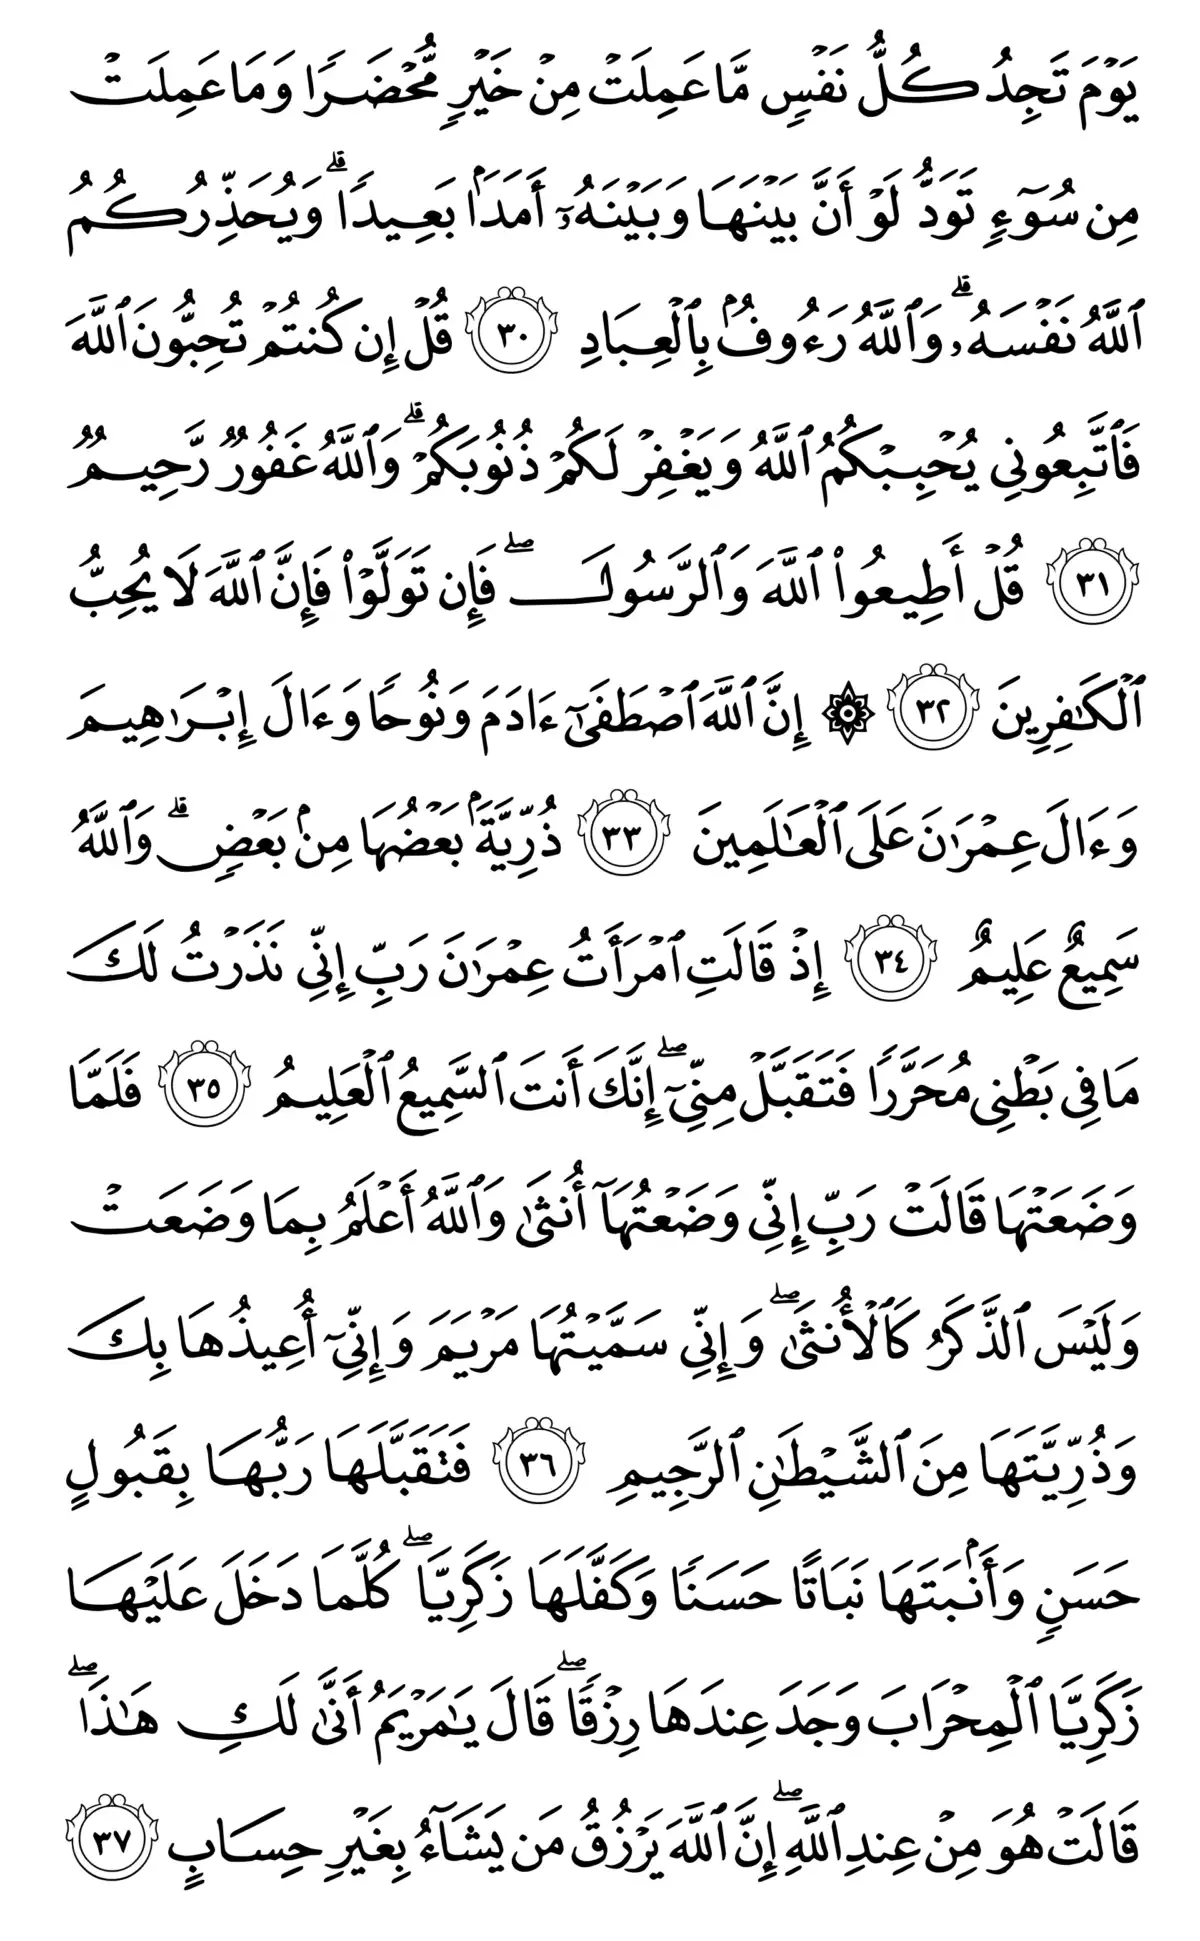 يَوْمَ تَجِدُ كُلُّ نَفْسٍ مَّا عَمِلَتْ مِنْ خَيْرٍ مُّحْضَرًا وَمَا عَمِلَتْ
مِن سُوٓءٍ تَوَدُّ لَوْ أَنَّ بَيْنَهَا وَبَيْنَهُۥٓ أَمَدَۢا بَعِيدًا ۗ وَيُحَذِّرُكُمُ
ٱللَّهُ نَفْسَهُۥ ۗ وَٱللَّهُ رَءُوفُۢ بِٱلْعِبَادِ ٣٠ قُلْ إِن كُنتُمْ تُحِبُّونَ ٱللَّهَ
فَٱتَّبِعُونِي يُحْبِبْكُمُ ٱللَّهُ وَيَغْفِرْ لَكُمْ ذُنُوبَكُمْ ۗ وَٱللَّهُ غَفُورٌ رَّحِيمٌ
٣١ قُلْ أَطِيعُوا۟ ٱللَّهَ وَٱلرَّسُولَ ۖ فَإِن تَوَلَّوْا۟ فَإِنَّ ٱللَّهَ لَا يُحِبُّ
ٱلْكَـٰفِرِينَ ٣٢ ۞ إِنَّ ٱللَّهَ ٱصْطَفَىٰٓ ءَادَمَ وَنُوحًا وَءَالَ إِبْرَٰهِيمَ
وَءَالَ عِمْرَٰنَ عَلَى ٱلْعَـٰلَمِينَ ٣٣ ذُرِّيَّةَۢ بَعْضُهَا مِنۢ بَعْضٍ ۗ وَٱللَّهُ
سَمِيعٌ عَلِيمٌ ٣٤ إِذْ قَالَتِ ٱمْرَأَتُ عِمْرَٰنَ رَبِّ إِنِّي نَذَرْتُ لَكَ
مَا فِي بَطْنِي مُحَرَّرًا فَتَقَبَّلْ مِنِّيٓ ۖ إِنَّكَ أَنتَ ٱلسَّمِيعُ ٱلْعَلِيمُ ٣٥ فَلَمَّا
وَضَعَتْهَا قَالَتْ رَبِّ إِنِّي وَضَعْتُهَآ أُنثَىٰ وَٱللَّهُ أَعْلَمُ بِمَا وَضَعَتْ
وَلَيْسَ ٱلذَّكَرُ كَٱلْأُنثَىٰ ۖ وَإِنِّي سَمَّيْتُهَا مَرْيَمَ وَإِنِّيٓ أُعِيذُهَا بِكَ
وَذُرِّيَّتَهَا مِنَ ٱلشَّيْطَـٰنِ ٱلرَّجِيمِ ٣٦ فَتَقَبَّلَهَا رَبُّهَا بِقَبُولٍ
حَسَنٍ وَأَنۢبَتَهَا نَبَاتًا حَسَنًا وَكَفَّلَهَا زَكَرِيَّا ۖ كُلَّمَا دَخَلَ عَلَيْهَا
زَكَرِيَّا ٱلْمِحْرَابَ وَجَدَ عِندَهَا رِزْقًا ۖ قَالَ يَـٰمَرْيَمُ أَنَّىٰ لَكِ هَـٰذَا ۖ
قَالَتْ هُوَ مِنْ عِندِ ٱللَّهِ ۖ إِنَّ ٱللَّهَ يَرْزُقُ مَن يَشَآءُ بِغَيْرِ حِسَابٍ ٣٧